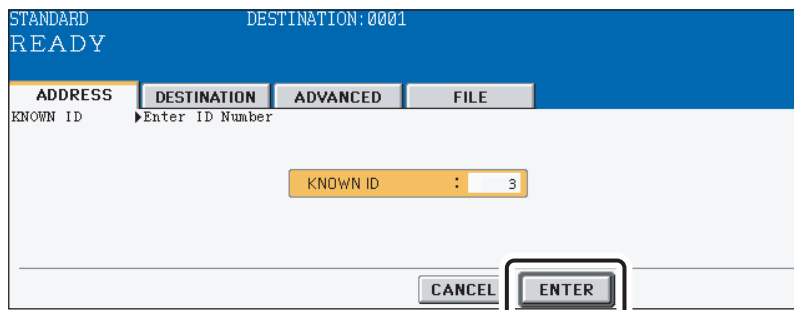 STANDARD DESTINATION:0001
READY
ADDRESS DESTINATION ADVANCED FILE
KNOWN ID ▶Enter ID Number
KNOWN ID : 3
CANCEL ENTER